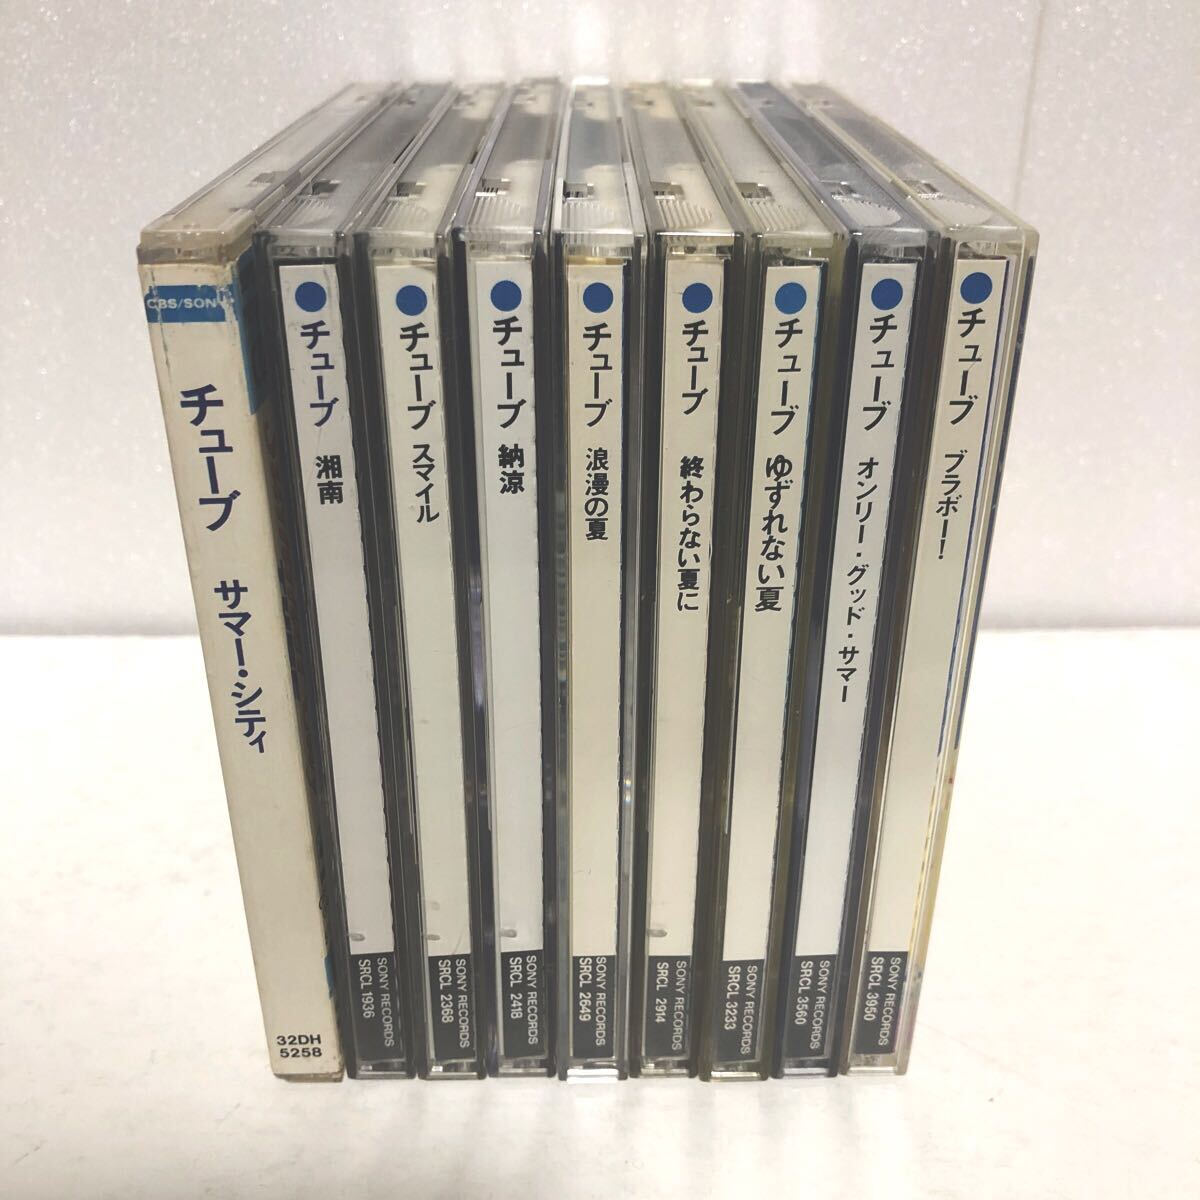 CBS/SONY
チューブ サマー・シティ
32DH
5258
チューブ 湘南
SONY RECORDS
SRCL 1936
チューブ スマイル
SONY RECORDS
SRCL 2368
チューブ 納涼
SONY RECORDS
SRCL 2418
チューブ 浪漫の夏
SONY RECORDS
SRCL 2649
チューブ 終わらない夏に
SONY RECORDS
SRCL 2914
チューブ ゆずれない夏
SONY RECORDS
SRCL 3233
チューブ オンリー・グッド・サマー
SONY RECORDS
SRCL 3560
チューブ ブラボー!
SONY RECORDS
SRCL 3950